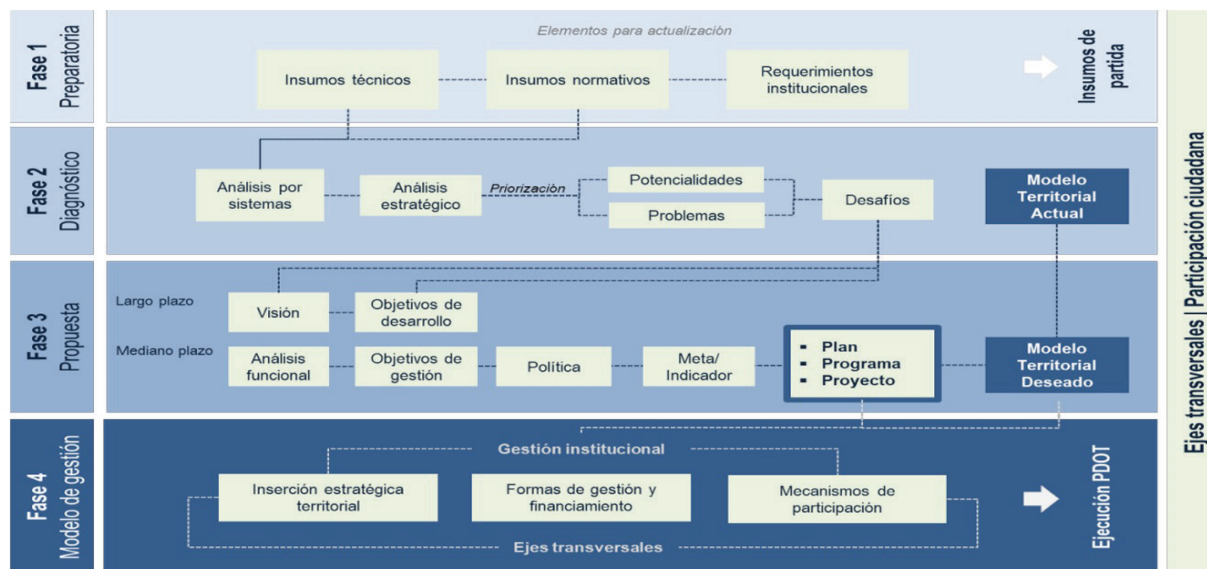 Fase 1
Preparatoria
Elementos para actualización
Insumos técnicos
Insumos normativos
Requerimientos
institucionales
Insumos de
partida
Fase 2
Diagnóstico
Análisis por
sistemas
Análisis
estratégico
Priorización
Potencialidades
Problemas
Desafíos
Modelo
Territorial
Actual
Fase 3
Propuesta
Largo plazo
Visión
Objetivos de
desarrollo
Mediano plazo
Análisis
funcional
Objetivos de
gestión
Política
Meta/
Indicador
▪ Plan
▪ Programa
▪ Proyecto
Modelo
Territorial
Deseado
Fase 4
Modelo de gestión
Gestión institucional
Inserción estratégica
territorial
Formas de gestión y
financiamiento
Mecanismos de
participación
Ejes transversales
Ejecución PDOT
Ejes transversales | Participación ciudadana